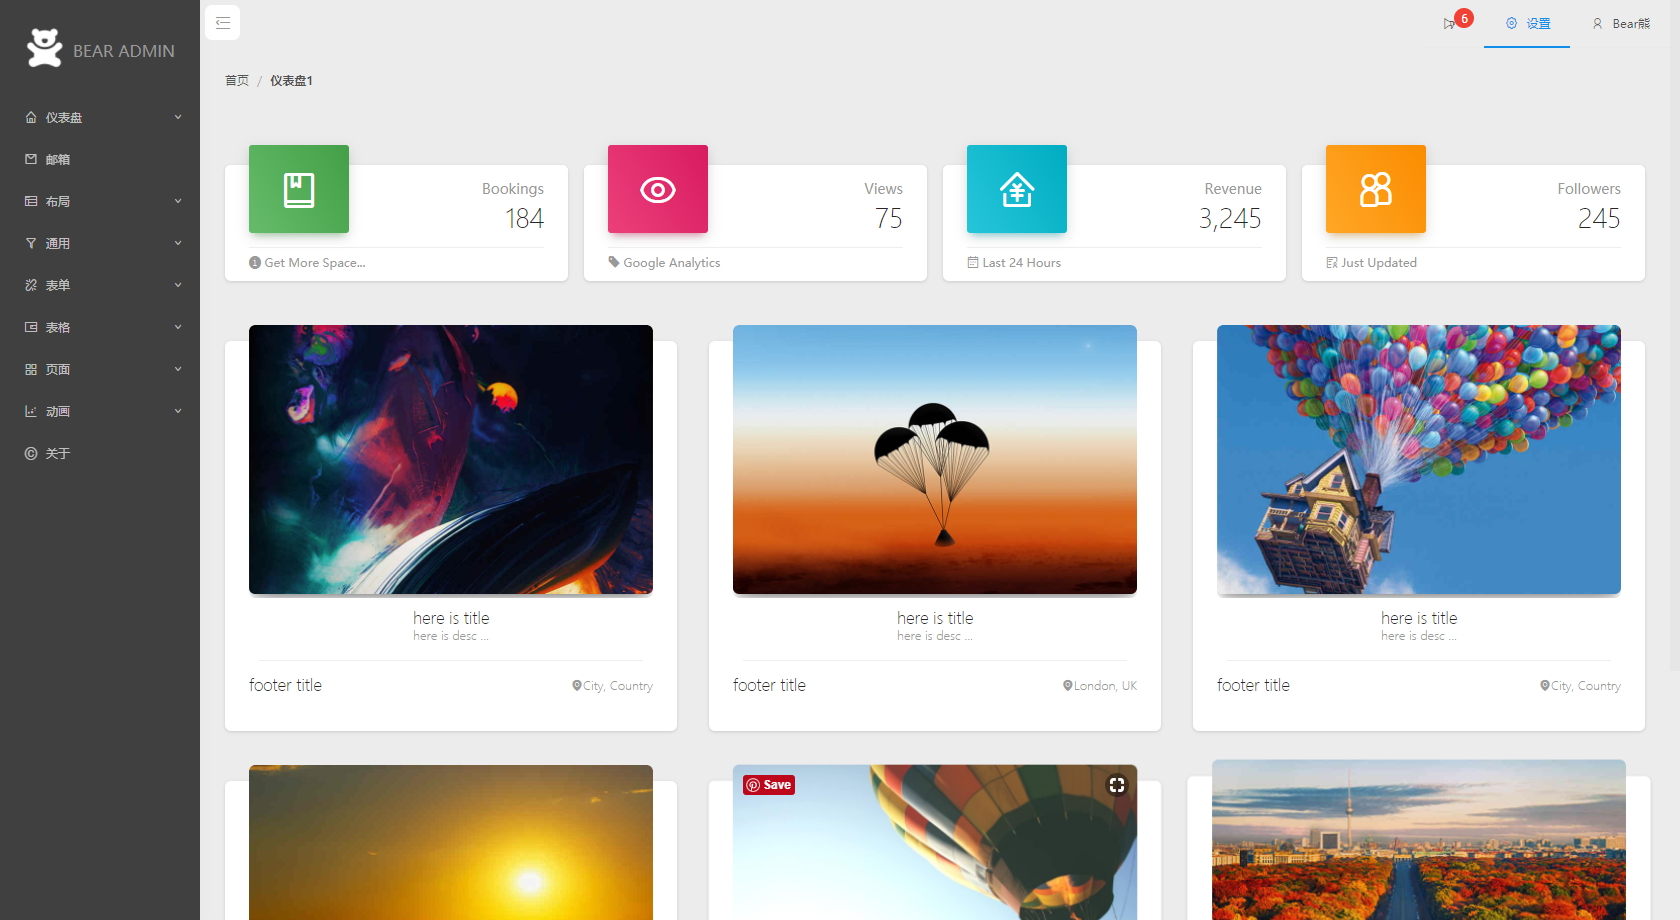 BEAR ADMIN
6
设置
Bear熊
首页 / 仪表盘1
仪表盘
邮箱
布局
通用
表单
表格
页面
动画
关于
Bookings
184
1 Get More Space...
Views
75
Google Analytics
Revenue
3,245
Last 24 Hours
Followers
245
Just Updated
here is title
here is desc ...
footer title
City, Country
here is title
here is desc ...
footer title
London, UK
here is title
here is desc ...
footer title
City, Country
Save